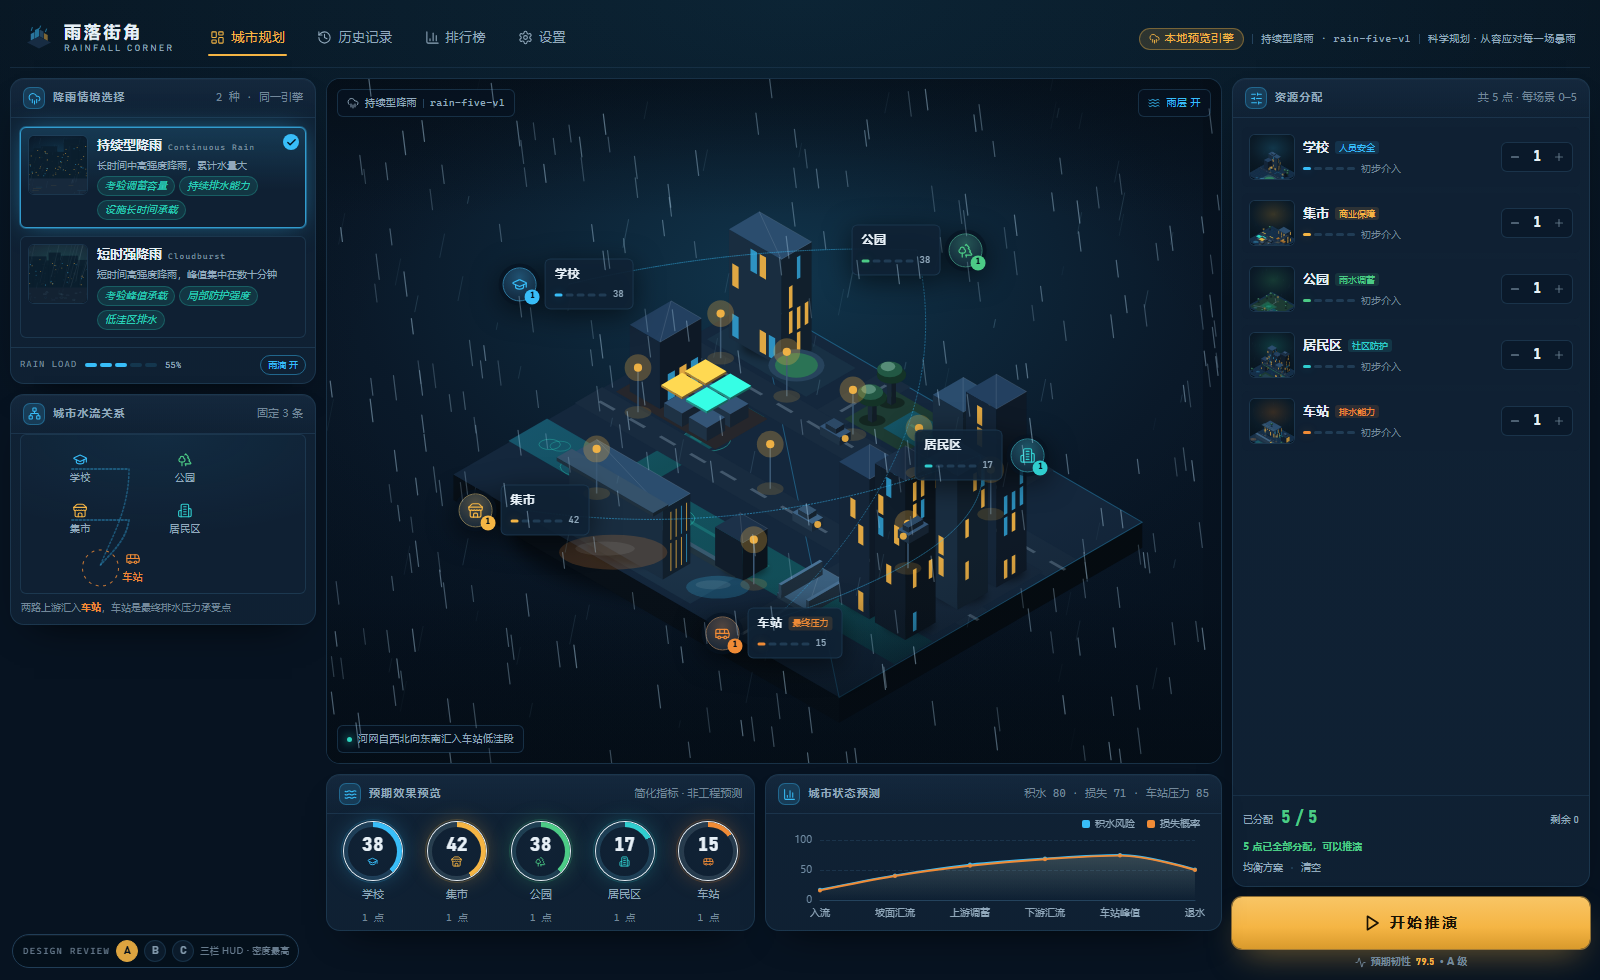 雨落街角
RAINFALL CORNER
城市规划
历史记录
排行榜
设置
本地预览引擎
持续型降雨 · rain-five-v1
科学规划 · 从容应对每一场暴雨
降雨情境选择
2 种 · 同一引擎
持续型降雨 Continuous Rain
长时间中高强度降雨，累计水量大
考验调蓄容量
持续排水能力
设施长时间承载
短时强降雨 Cloudburst
短时间高强度降雨，峰值集中在数十分钟
考验峰值承载
局部防护强度
低洼区排水
RAIN LOAD
55%
雨滴 开
城市水流关系
固定 3 条
学校
公园
集市
居民区
车站
两路上游汇入车站，车站是最终排水压力承受点
持续型降雨 | rain-five-v1
雨层 开
公园
38
1
学校
38
1
居民区
17
1
集市
42
1
车站 最终压力
15
1
河网自西北向东南汇入车站低洼段
预期效果预览
简化指标 · 非工程预测
38
42
38
17
15
学校
集市
公园
居民区
车站
1 点
1 点
1 点
1 点
1 点
城市状态预测
积水 80 · 损失 71 · 车站压力 85
积水风险
损失概率
100
50
0
入流
坡面汇流
上游调蓄
下游汇流
车站峰值
退水
资源分配
共 5 点 · 每场景 0–5
学校 人员安全
初步介入
− 1 +
集市 商业保障
初步介入
− 1 +
公园 雨水调蓄
初步介入
− 1 +
居民区 社区防护
初步介入
− 1 +
车站 排水能力
初步介入
− 1 +
已分配 5 / 5
剩余 0
5 点已全部分配，可以推演
均衡方案 · 清空
开始推演
预期韧性 79.5 · A 级
DESIGN REVIEW A B C 三栏 HUD · 密度最高